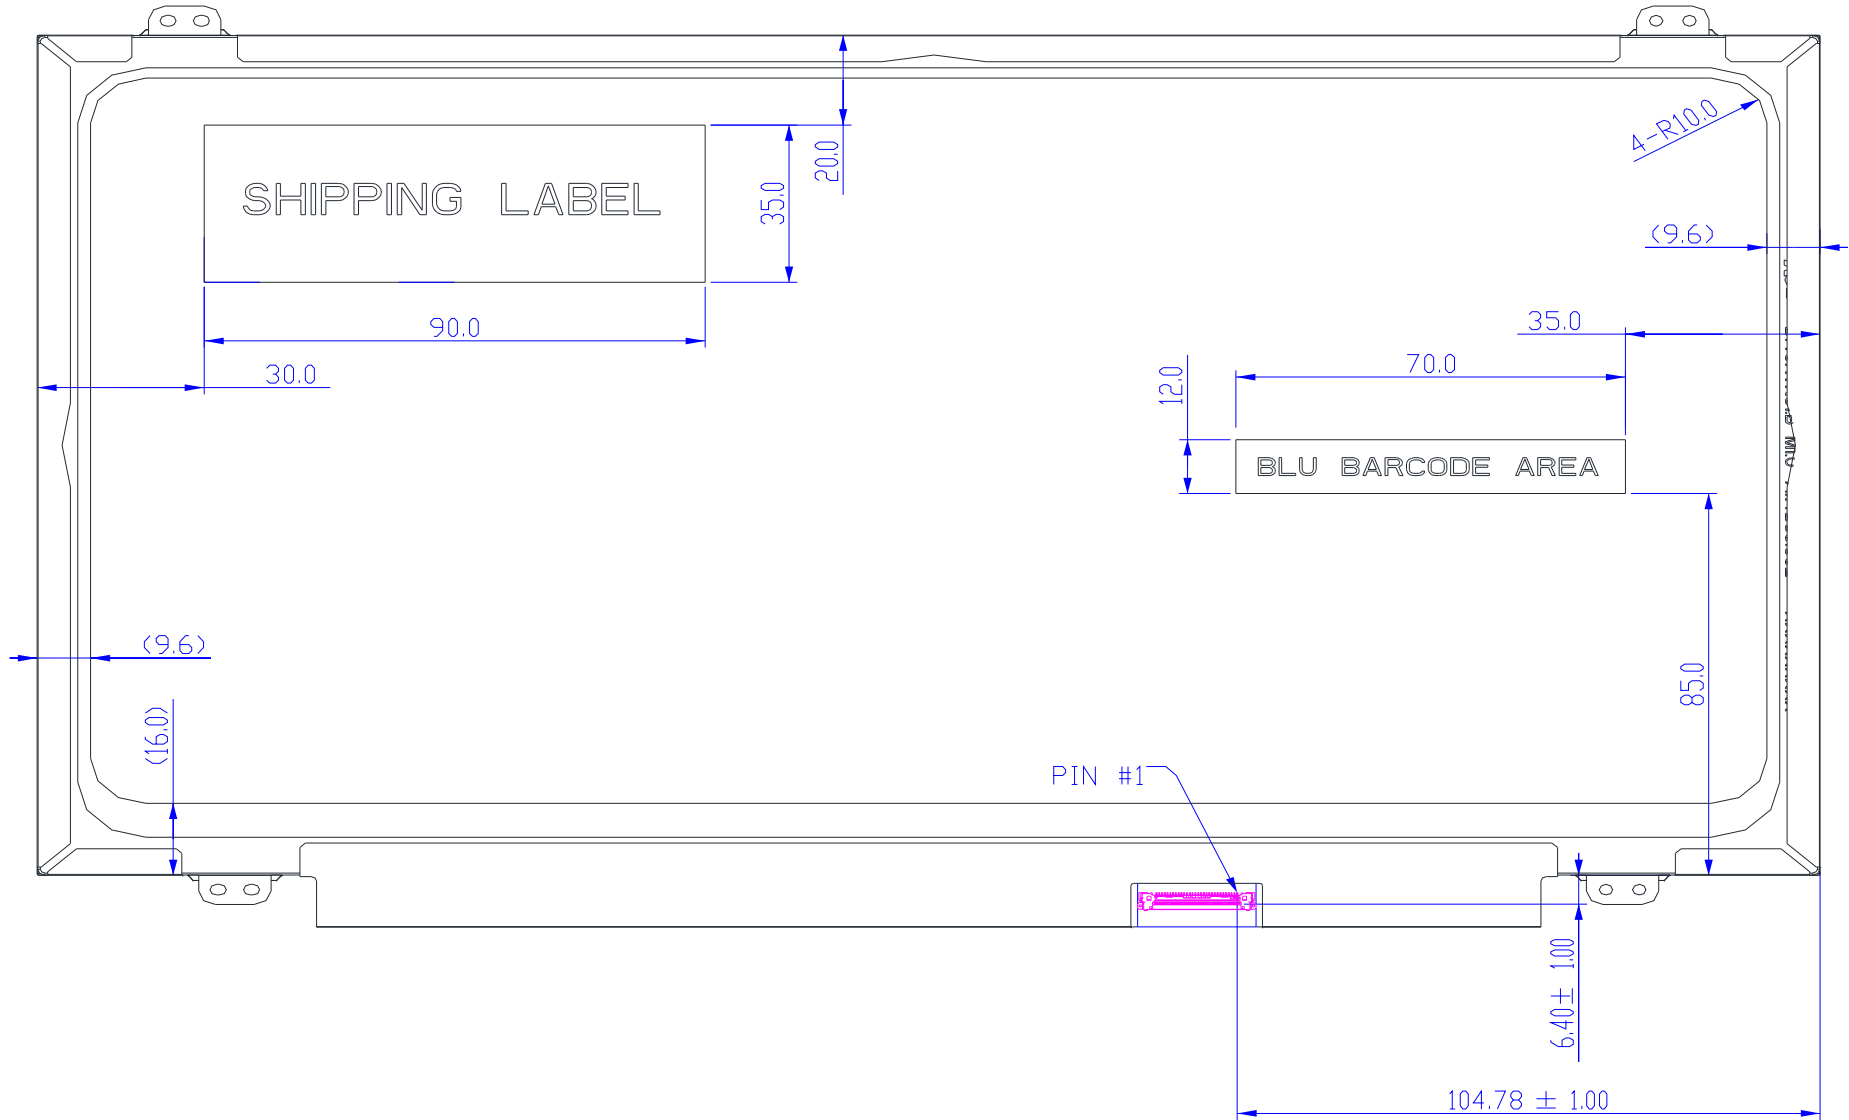 4-R10.0
20.0
SHIPPING LABEL
35.0
(9.6)
90.0
35.0
30.0
70.0
12.0
BLU BARCODE AREA
(9.6)
85.0
(16.0)
PIN #1
6.40± 1.00
104.78 ± 1.00